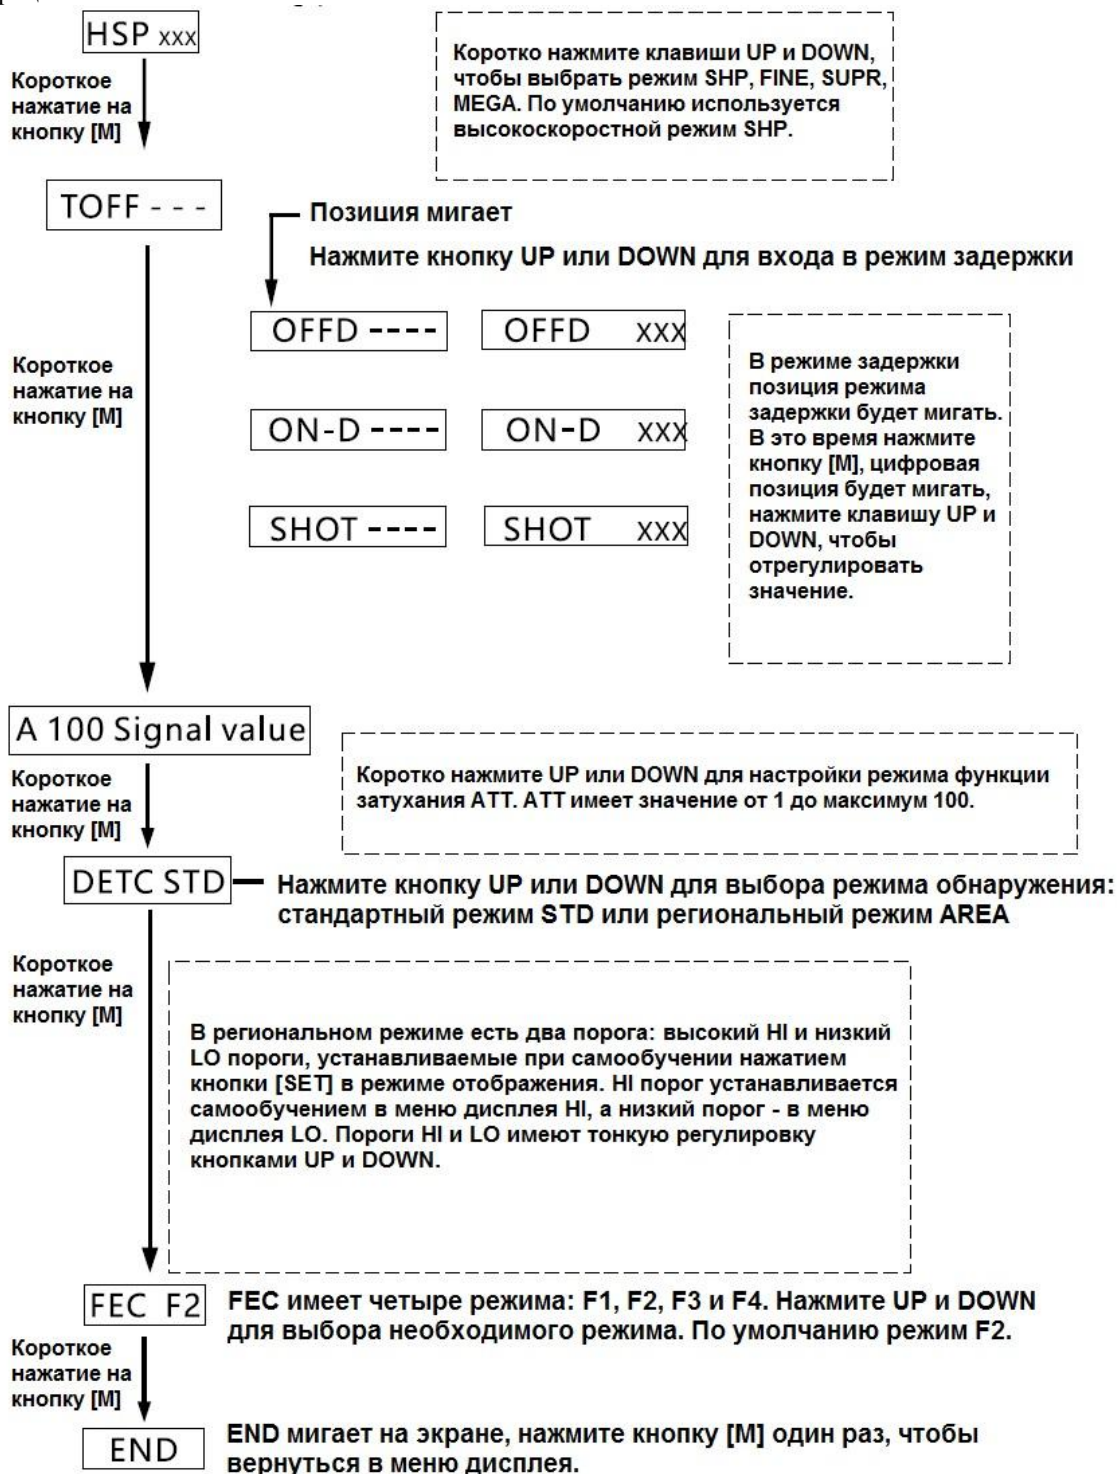 HSP xxx
Короткое
нажатие на
кнопку [M]
Коротко нажмите клавиши UP и DOWN,
чтобы выбрать режим SHP, FINE, SUPR,
MEGA. По умолчанию используется
высокоскоростной режим SHP.
TOFF - - -
Позиция мигает
Нажмите кнопку UP или DOWN для входа в режим задержки
Короткое
нажатие на
кнопку [M]
OFFD ----
OFFD xxx
ON-D ----
ON-D xxx
SHOT ----
SHOT xxx
В режиме задержки
позиция режима
задержки будет мигать.
В это время нажмите
кнопку [M], цифровая
позиция будет мигать,
нажмите клавишу UP и
DOWN, чтобы
отрегулировать
значение.
A 100 Signal value
Короткое
нажатие на
кнопку [M]
Коротко нажмите UP или DOWN для настройки режима функции
затухания ATT. ATT имеет значение от 1 до максимум 100.
DETC STD
Нажмите кнопку UP или DOWN для выбора режима обнаружения:
стандартный режим STD или региональный режим AREA
Короткое
нажатие на
кнопку [M]
В региональном режиме есть два порога: высокий HI и низкий
LO пороги, устанавливаемые при самообучении нажатием
кнопки [SET] в режиме отображения. HI порог устанавливается
самообучением в меню дисплея HI, а низкий порог - в меню
дисплея LO. Пороги HI и LO имеют тонкую регулировку
кнопками UP и DOWN.
FEC F2
FEC имеет четыре режима: F1, F2, F3 и F4. Нажмите UP и DOWN
для выбора необходимого режима. По умолчанию режим F2.
Короткое
нажатие на
кнопку [M]
END
END мигает на экране, нажмите кнопку [M] один раз, чтобы
вернуться в меню дисплея.